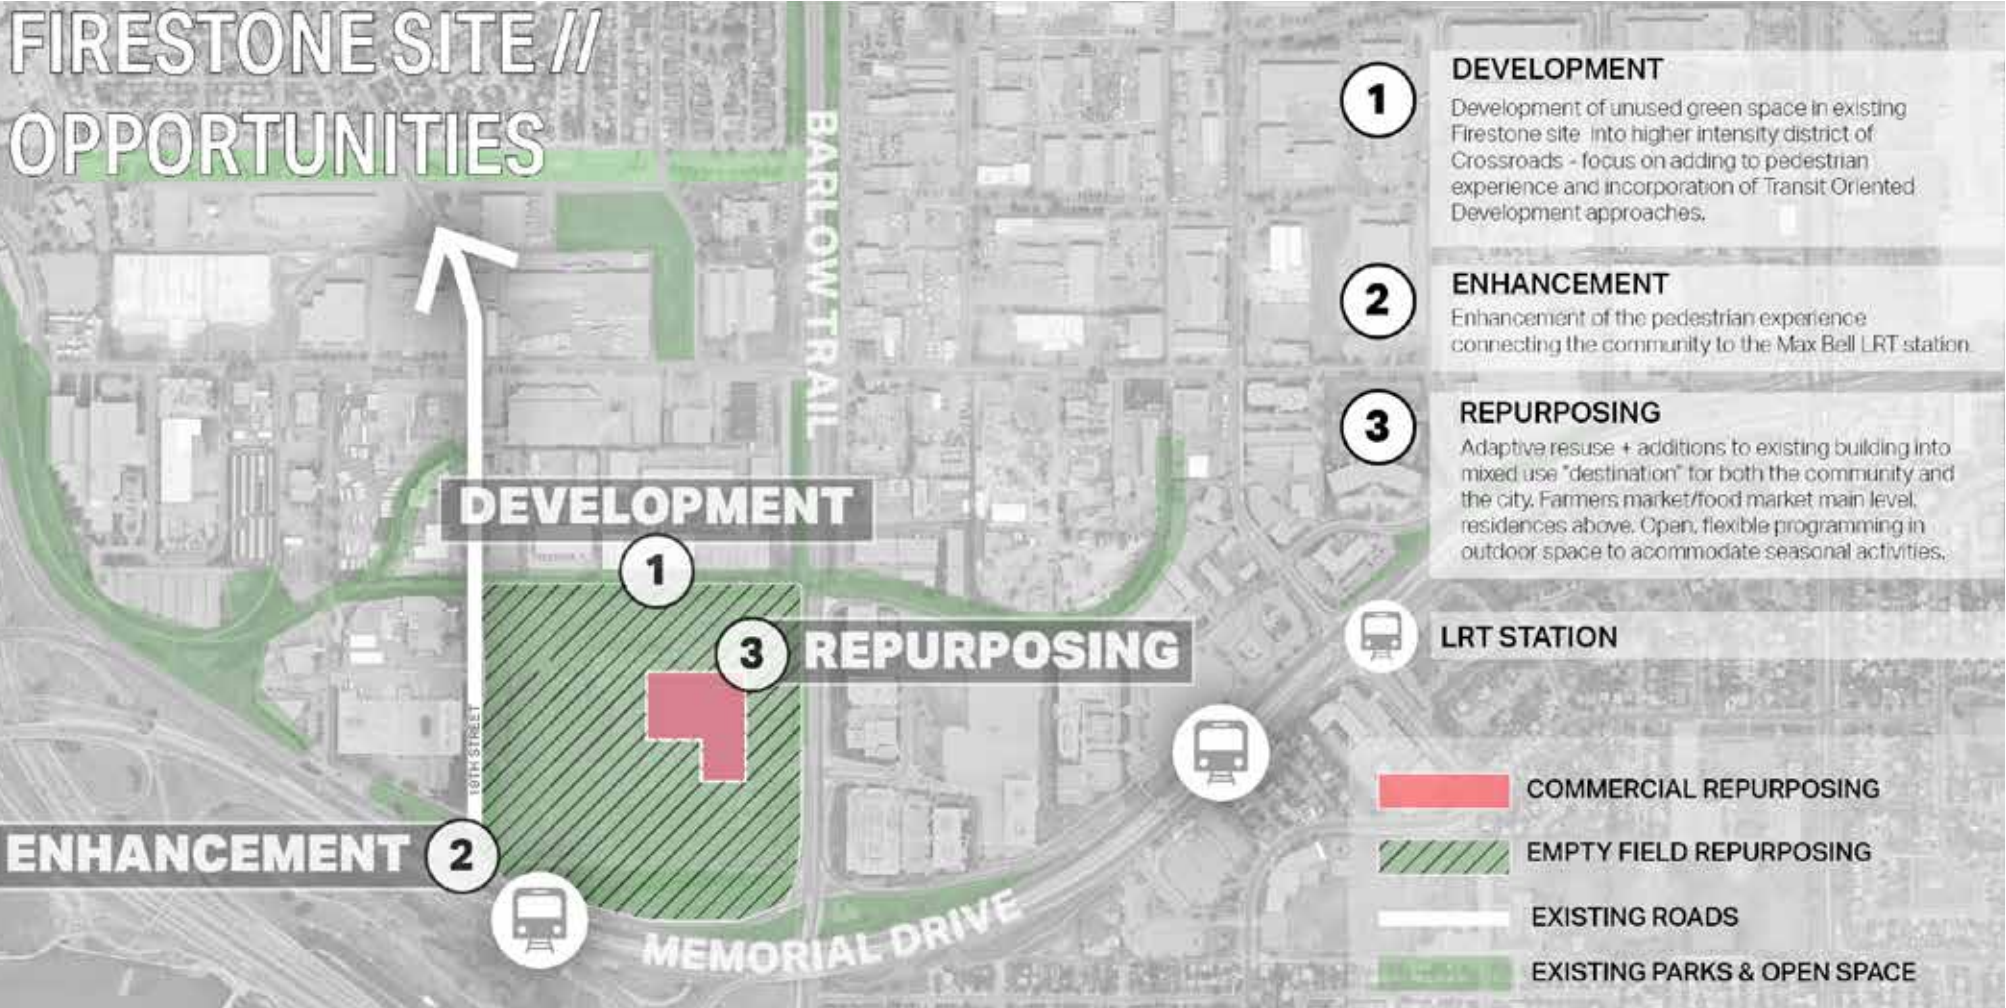 FIRESTONE SITE //
OPPORTUNITIES
BARLOW TRAIL
DEVELOPMENT
1
3
REPURPOSING
18TH STREET
ENHANCEMENT
2
MEMORIAL DRIVE
1
DEVELOPMENT
Development of unused green space in existing
Firestone site into higher intensity district of
Crossroads - focus on adding to pedestrian
experience and incorporation of Transit Oriented
Development approaches.
2
ENHANCEMENT
Enhancement of the pedestrian experience
connecting the community to the Max Bell LRT station.
3
REPURPOSING
Adaptive resuse + additions to existing building into
mixed use "destination" for both the community and
the city. Farmers market/food market main level,
residences above. Open, flexible programming in
outdoor space to acommodate seasonal activities.
LRT STATION
COMMERCIAL REPURPOSING
EMPTY FIELD REPURPOSING
EXISTING ROADS
EXISTING PARKS & OPEN SPACE